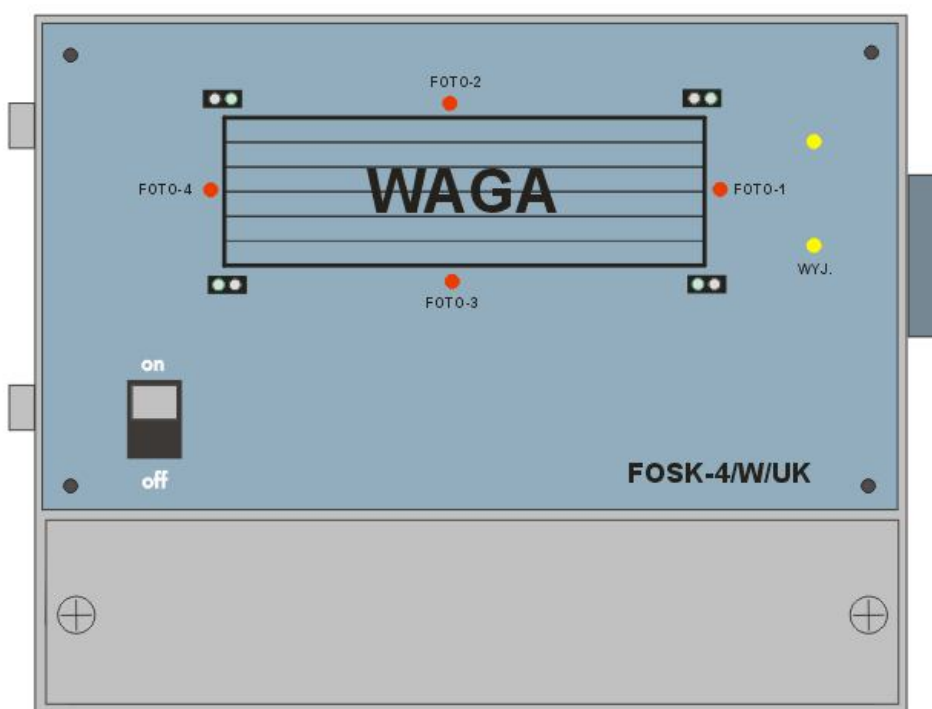 FOTO-2
FOTO-4
WAGA
FOTO-1
WYJ.
FOTO-3
on
off
FOSK-4/W/UK